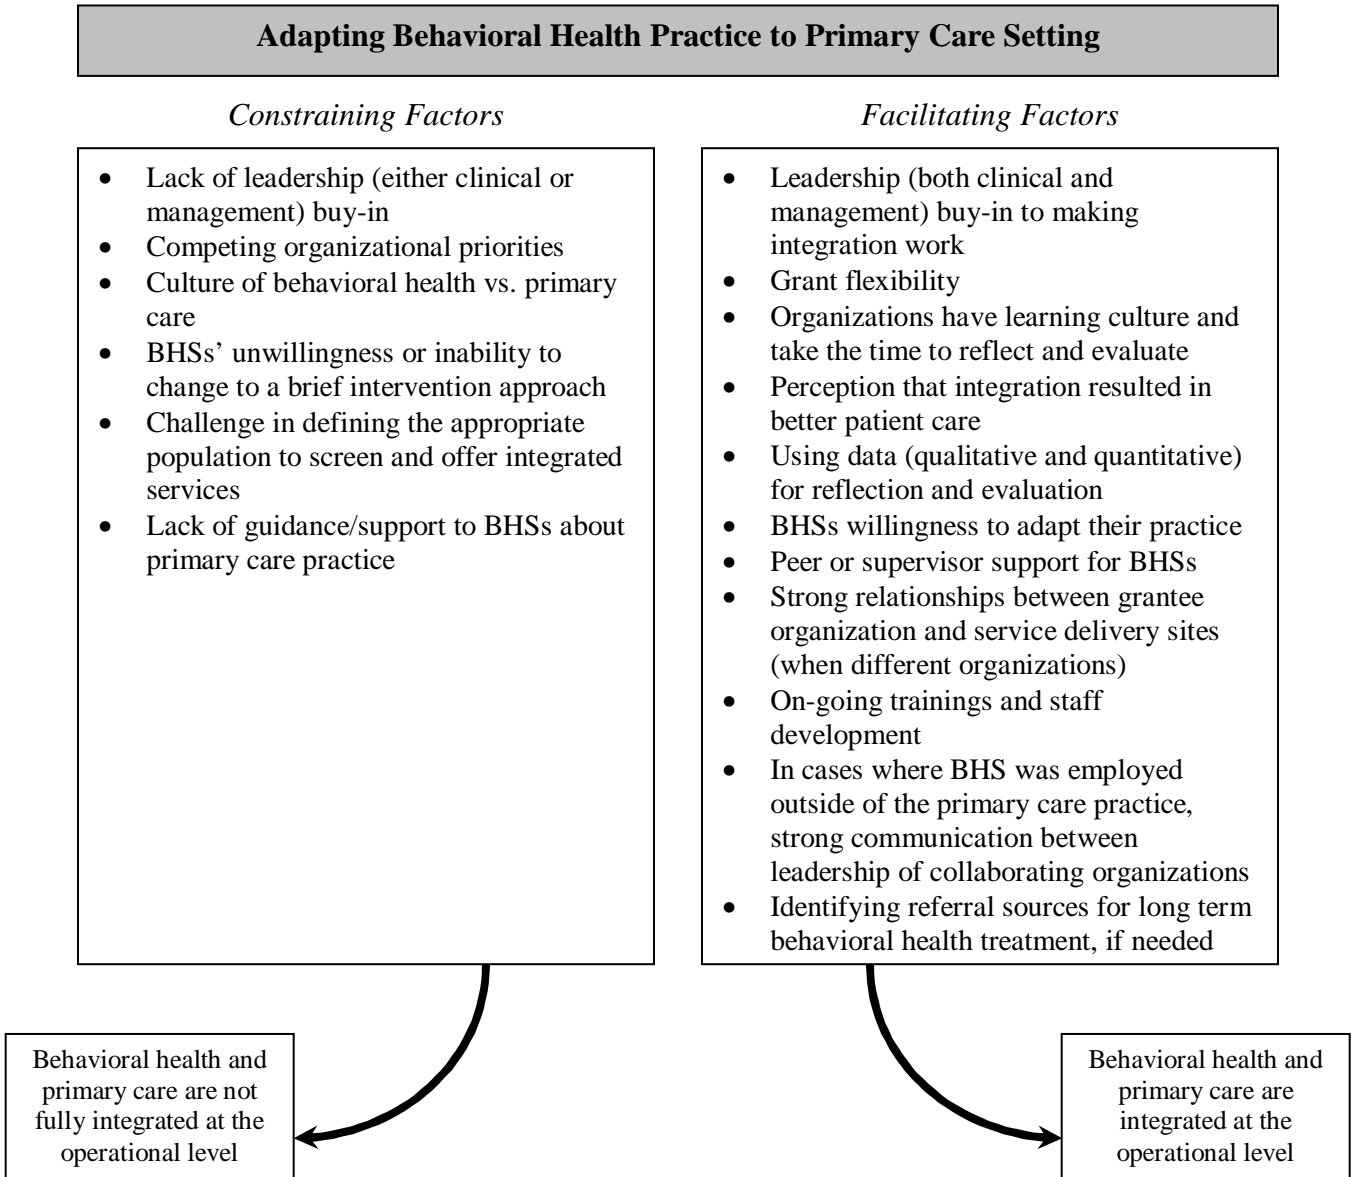 Adapting Behavioral Health Practice to Primary Care Setting
Constraining Factors
• Lack of leadership (either clinical or
management) buy-in
• Competing organizational priorities
• Culture of behavioral health vs. primary
care
• BHSs’ unwillingness or inability to
change to a brief intervention approach
• Challenge in defining the appropriate
population to screen and offer integrated
services
• Lack of guidance/support to BHSs about
primary care practice
Facilitating Factors
• Leadership (both clinical and
management) buy-in to making
integration work
• Grant flexibility
• Organizations have learning culture and
take the time to reflect and evaluate
• Perception that integration resulted in
better patient care
• Using data (qualitative and quantitative)
for reflection and evaluation
• BHSs willingness to adapt their practice
• Peer or supervisor support for BHSs
• Strong relationships between grantee
organization and service delivery sites
(when different organizations)
• On-going trainings and staff
development
• In cases where BHS was employed
outside of the primary care practice,
strong communication between
leadership of collaborating organizations
• Identifying referral sources for long term
behavioral health treatment, if needed
Behavioral health and
primary care are not
fully integrated at the
operational level
Behavioral health and
primary care are
integrated at the
operational level